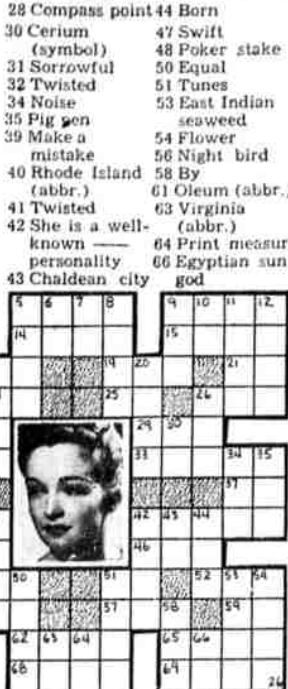 28 Compass point
30 Cerium
(symbol)
31 Sorrowful
32 Twisted
34 Noise
35 Pig pen
39 Make a
mistake
40 Rhode Island
(abbr.)
41 Twisted
42 She is a well-
known —
personality
43 Chaldean city
44 Born
47 Swift
48 Poker stake
50 Equal
51 Tunes
53 East Indian
seaweed
54 Flower
56 Night bird
58 By
61 Oleum (abbr.)
63 Virginia
(abbr.)
64 Print measur
66 Egyptian sun
god
5 6 7 8 9 10 11 12
14 15
19 20 21
25 26
29 30
33 34 35
37
42 43 44
46
50 51 52 53 54
57 58 59
62 63 64 65 66
68 69
26